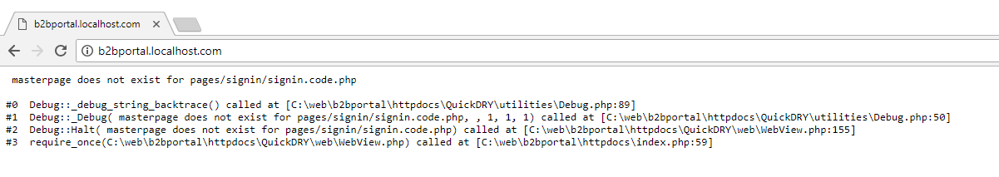 b2bportal.localhost.com
b2bportal.localhost.com
masterpage does not exist for pages/signin/signin.code.php
#0  Debug::_debug_string_backtrace() called at [C:\web\b2bportal\httpdocs\QuickDRY\utilities\Debug.php:89]
#1  Debug::_Debug( masterpage does not exist for pages/signin/signin.code.php, , 1, 1, 1) called at [C:\web\b2bportal\httpdocs\QuickDRY\utilities\Debug.php:50]
#2  Debug::Halt( masterpage does not exist for pages/signin/signin.code.php) called at [C:\web\b2bportal\httpdocs\QuickDRY\web\WebView.php:155]
#3  require_once(C:\web\b2bportal\httpdocs\QuickDRY\web\WebView.php) called at [C:\web\b2bportal\httpdocs\index.php:59]